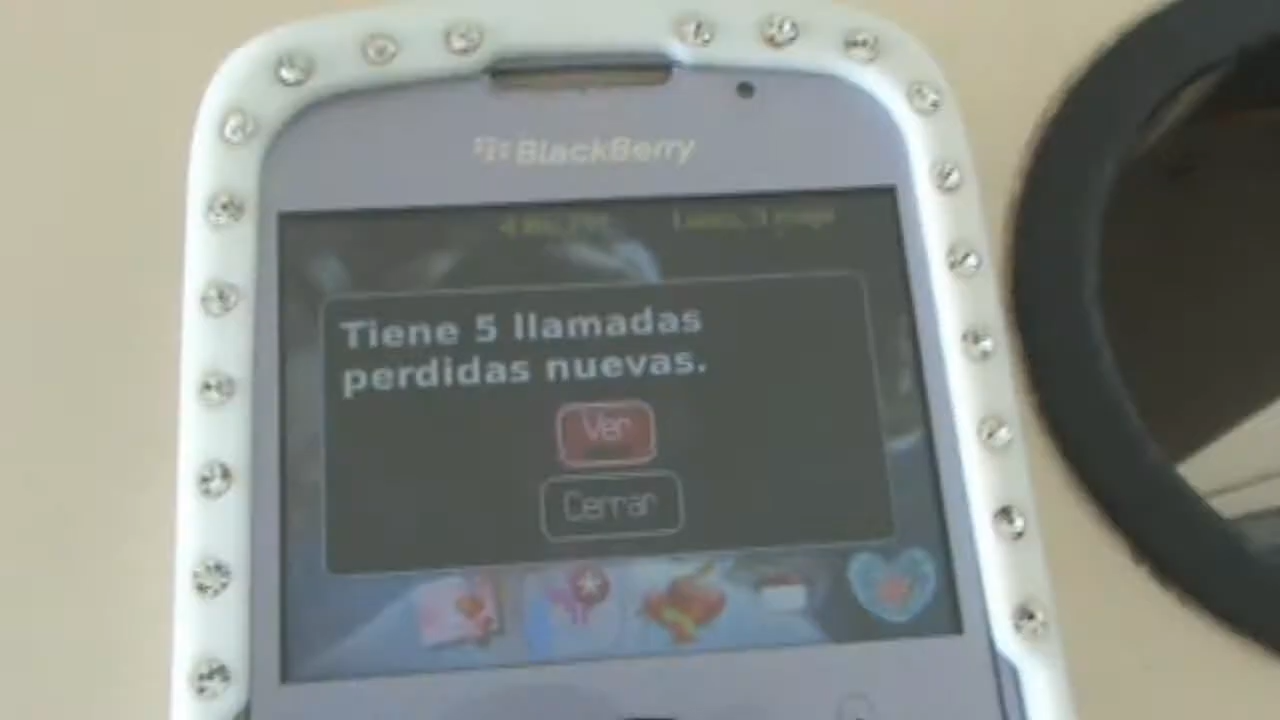 BlackBerry
Tiene 5 llamadas
perdidas nuevas.
Ver
Cerrar